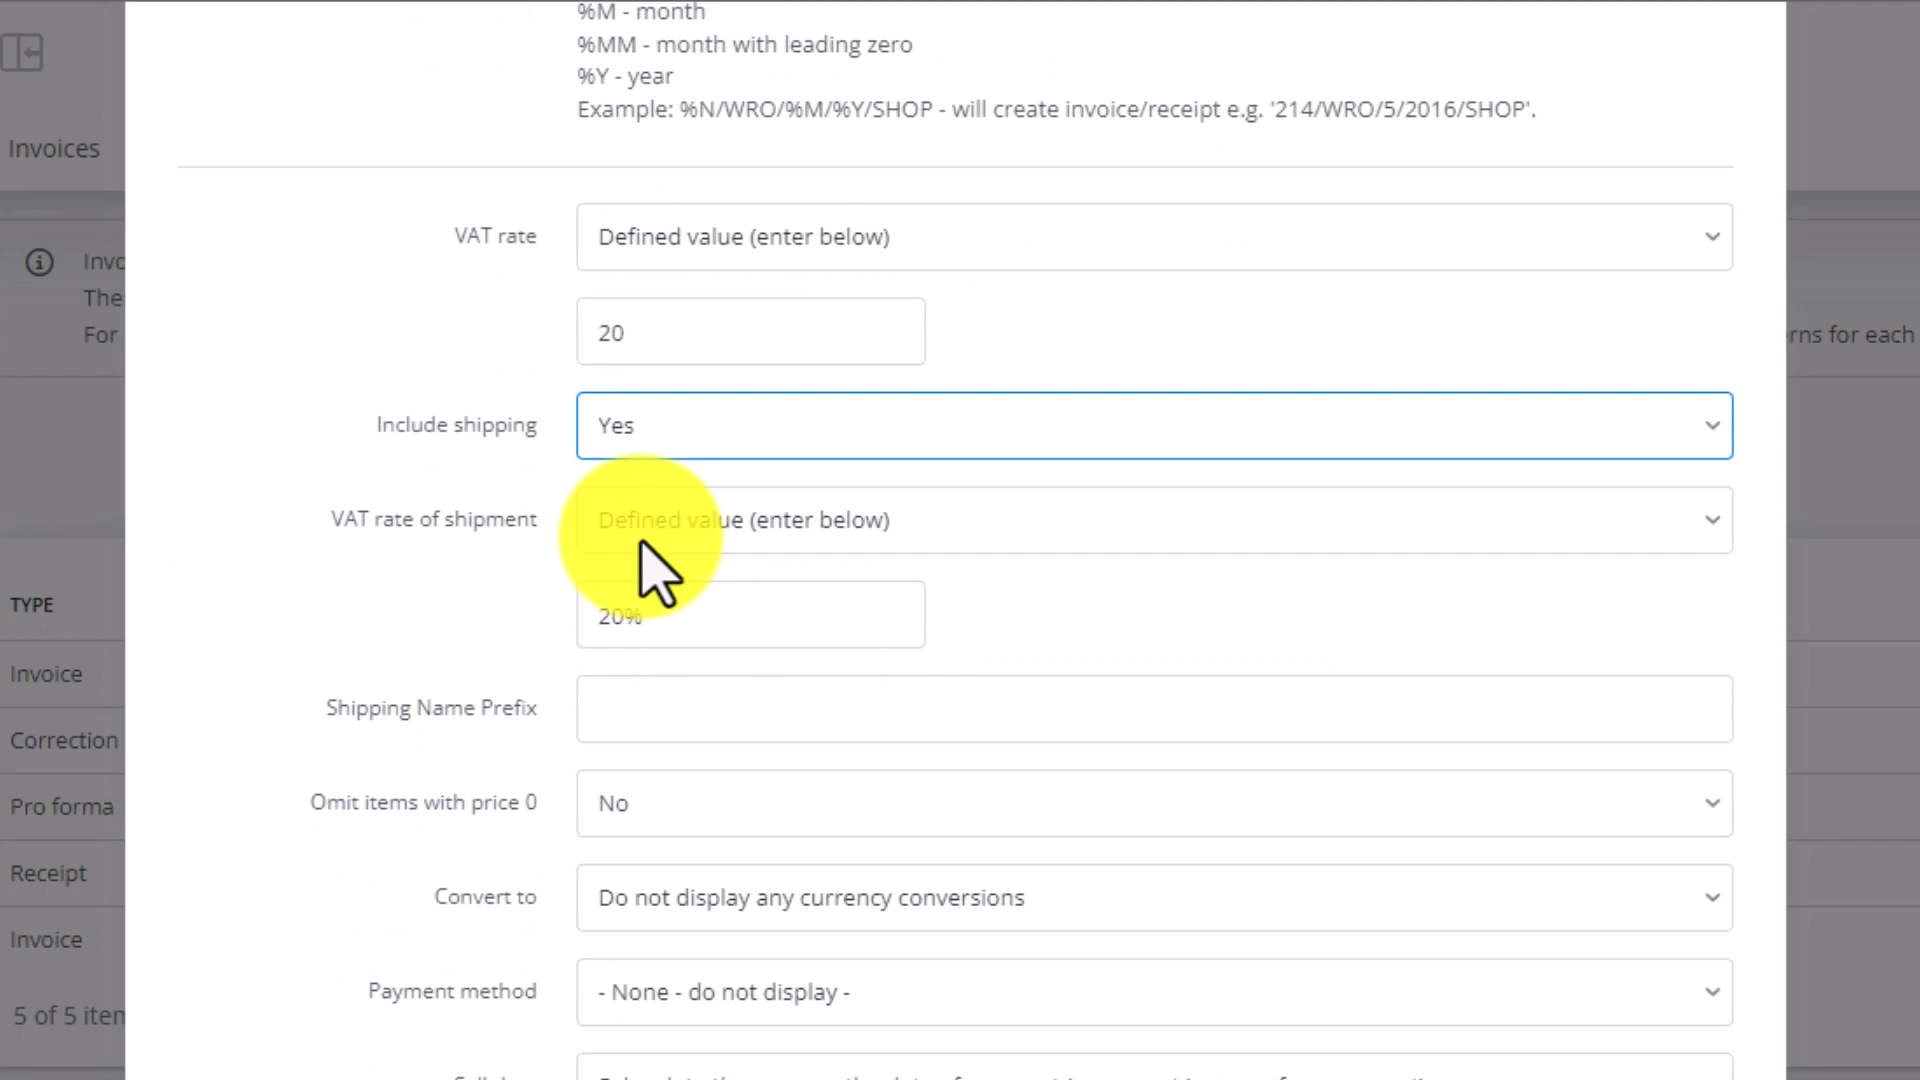 %M - month
%MM - month with leading zero
%Y - year
Example: %N/WRO/%M/%Y/SHOP - will create invoice/receipt e.g. '214/WRO/5/2016/SHOP'.
Invoices
VAT rate
Defined value (enter below)
Invo
The
For
rns for each
20
Include shipping
Yes
VAT rate of shipment
Defined value (enter below)
20%
TYPE
Invoice
Correction
Pro forma
Receipt
Invoice
5 of 5 item
Shipping Name Prefix
Omit items with price 0
No
Convert to
Do not display any currency conversions
Payment method
- None - do not display -